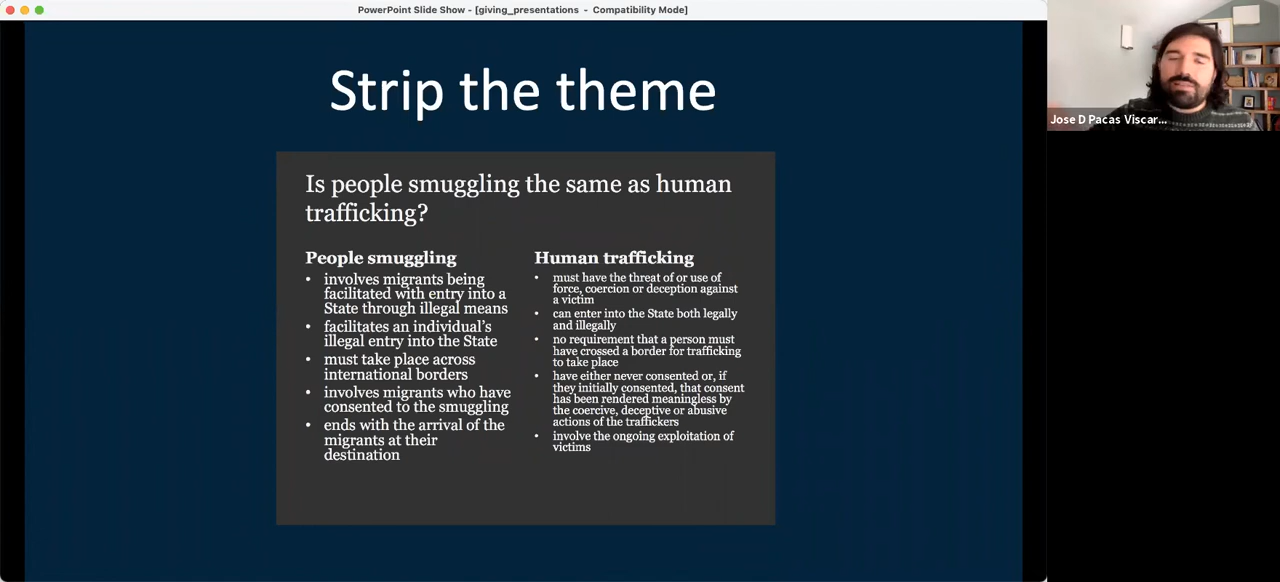 PowerPoint Slide Show - [giving_presentations - Compatibility Mode]
Strip the theme
Is people smuggling the same as human
trafficking?
People smuggling
• involves migrants being
facilitated with entry into a
State through illegal means
• facilitates an individual's
illegal entry into the State
• must take place across
international borders
• involves migrants who have
consented to the smuggling
• ends with the arrival of the
migrants at their
destination
Human trafficking
• must have the threat of or use of
force, coercion or deception against
a victim
• can enter into the State both legally
and illegally
• no requirement that a person must
have crossed a border for trafficking
to take place
• have either never consented or, if
they initially consented, that consent
has been rendered meaningless by
the coercive, deceptive or abusive
actions of the traffickers
• involve the ongoing exploitation of
victims
Jose D Pacas Viscar...